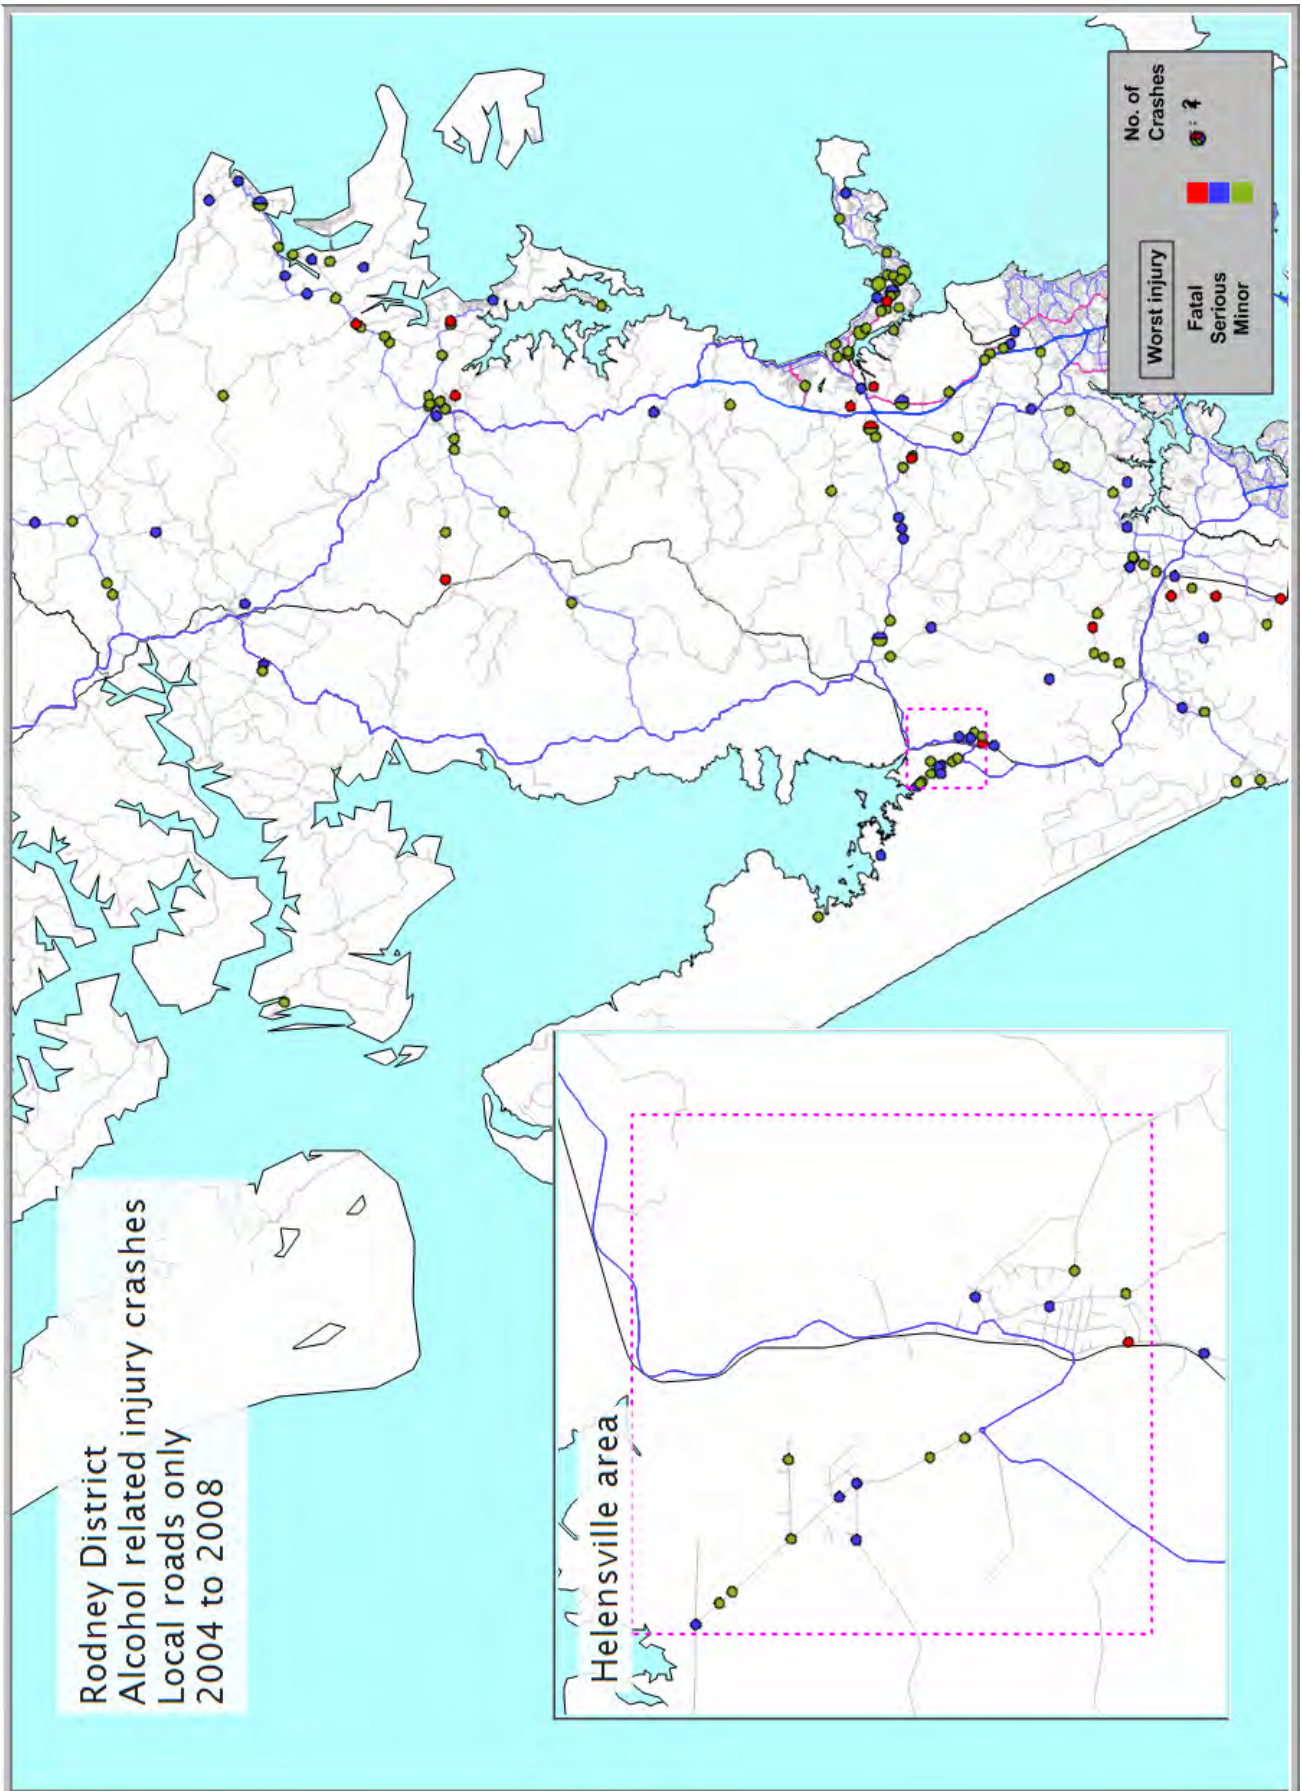 Rodney District
Alcohol related injury crashes
Local roads only
2004 to 2008
Helensville area
Worst injury
Fatal
Serious
Minor
No. of
Crashes